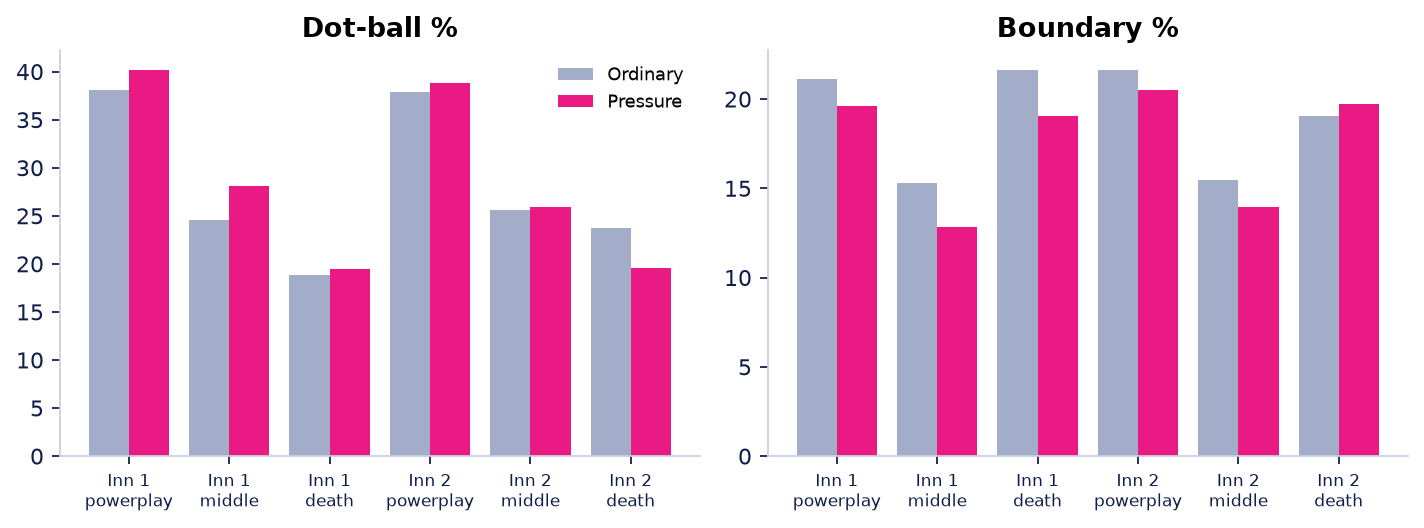 Dot-ball %
Ordinary
Pressure
40
35
30
25
20
15
10
5
0
Inn 1
powerplay
Inn 1
middle
Inn 1
death
Inn 2
powerplay
Inn 2
middle
Inn 2
death
Boundary %
20
15
10
5
0
Inn 1
powerplay
Inn 1
middle
Inn 1
death
Inn 2
powerplay
Inn 2
middle
Inn 2
death